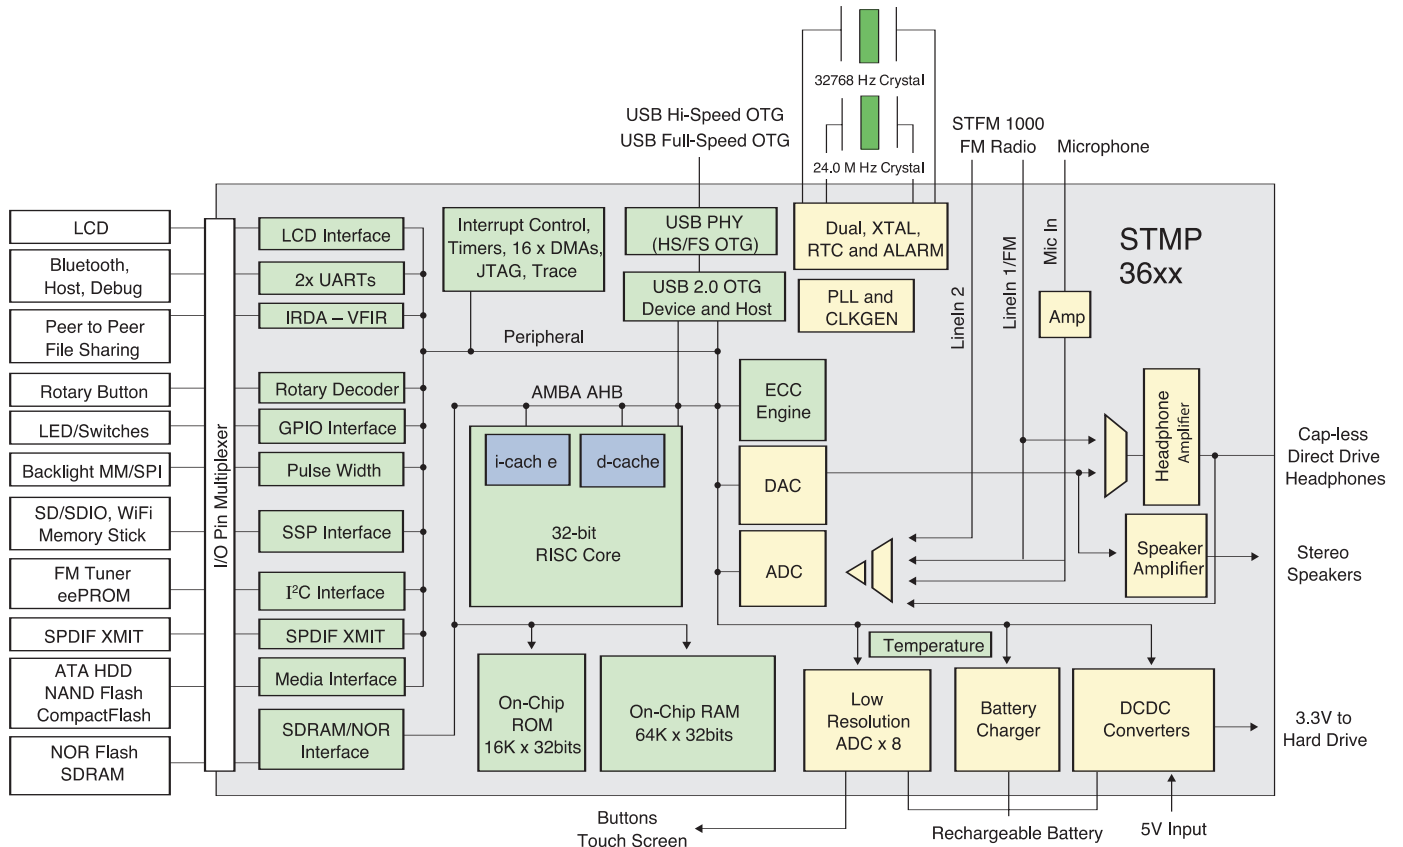 32768 Hz Crystal
24.0 M Hz Crystal
USB Hi-Speed OTG
USB Full-Speed OTG
STFM 1000
FM Radio
Microphone
LCD
Bluetooth,
Host, Debug
Peer to Peer
File Sharing
Rotary Button
LED/Switches
Backlight MM/SPI
SD/SDIO, WiFi
Memory Stick
FM Tuner
eePROM
SPDIF XMIT
ATA HDD
NAND Flash
CompactFlash
NOR Flash
SDRAM
I/O Pin Multiplexer
LCD Interface
2x UARTs
IRDA – VFIR
Rotary Decoder
GPIO Interface
Pulse Width
SSP Interface
I²C Interface
SPDIF XMIT
Media Interface
SDRAM/NOR
Interface
Interrupt Control,
Timers, 16 x DMAs,
JTAG, Trace
USB PHY
(HS/FS OTG)
USB 2.0 OTG
Device and Host
Dual, XTAL,
RTC and ALARM
PLL and
CLKGEN
Peripheral
AMBA AHB
i-cach e
d-cache
32-bit
RISC Core
ECC
Engine
DAC
ADC
LineIn 2
LineIn 1/FM
Mic In
Amp
STMP
36xx
Headphone
Amplifier
Speaker
Amplifier
Cap-less
Direct Drive
Headphones
Stereo
Speakers
On-Chip
ROM
16K x 32bits
On-Chip RAM
64K x 32bits
Temperature
Low
Resolution
ADC x 8
Battery
Charger
DCDC
Converters
3.3V to
Hard Drive
Buttons
Touch Screen
Rechargeable Battery
5V Input